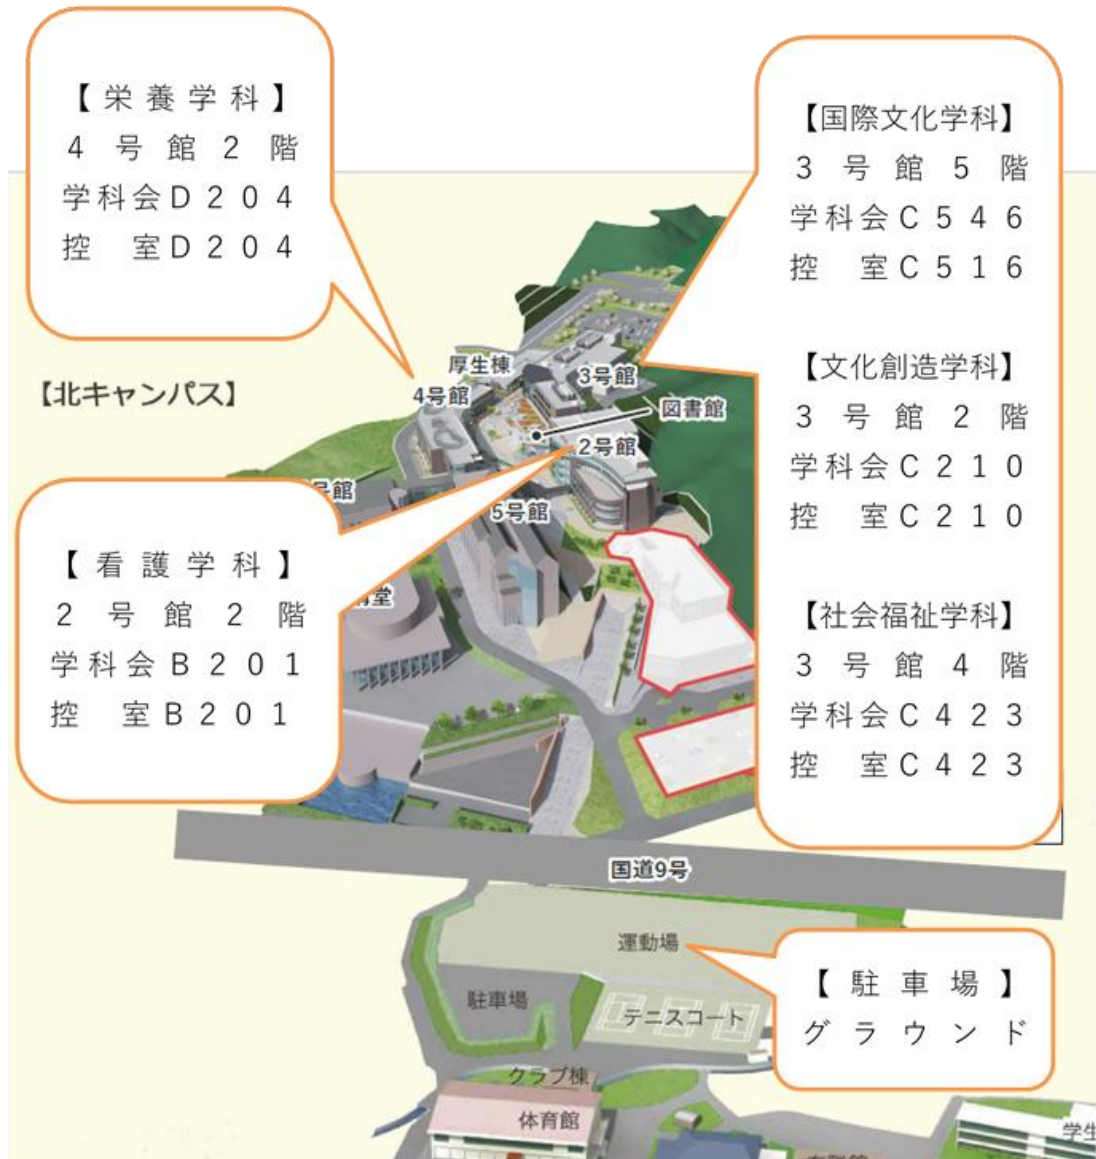 【栄養学科】
4号館2階
学科会D204
控　室D204
【国際文化学科】
3号館5階
学科会C546
控　室C516
【文化創造学科】
3号館2階
学科会C210
控　室C210
【社会福祉学科】
3号館4階
学科会C423
控　室C423
【北キャンパス】
厚生棟
4号館
3号館
図書館
2号館
号館
5号館
堂
【看護学科】
2号館2階
学科会B201
控　室B201
国道9号
運動場
駐車場
テニスコート
【駐車場】
グラウンド
クラブ棟
体育館
学生